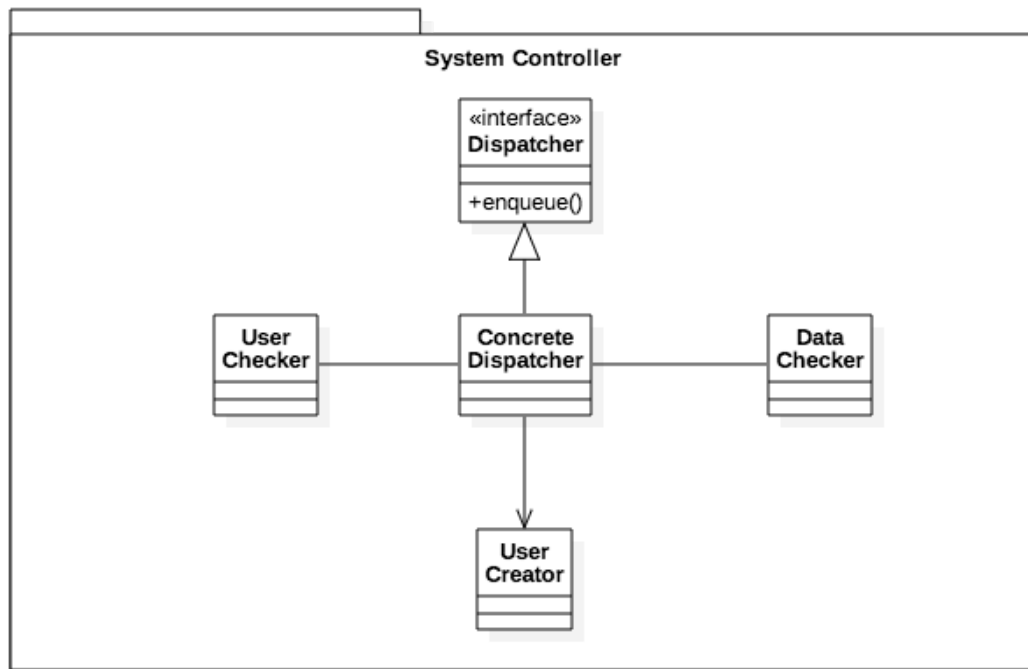 System Controller
«interface»
Dispatcher
+enqueue()
User
Checker
Concrete
Dispatcher
Data
Checker
User
Creator